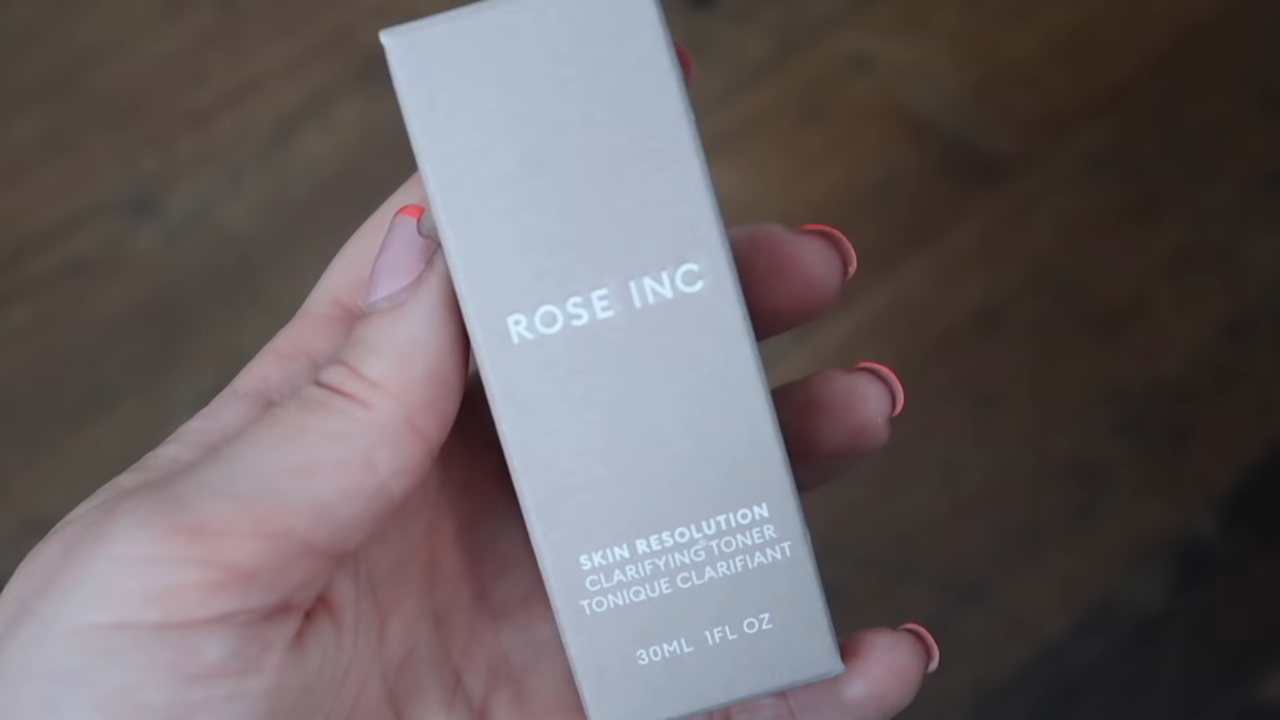 ROSE INC
SKIN RESOLUTION
CLARIFYING TONER
TONIQUE CLARIFIANT
30ML 1FL OZ